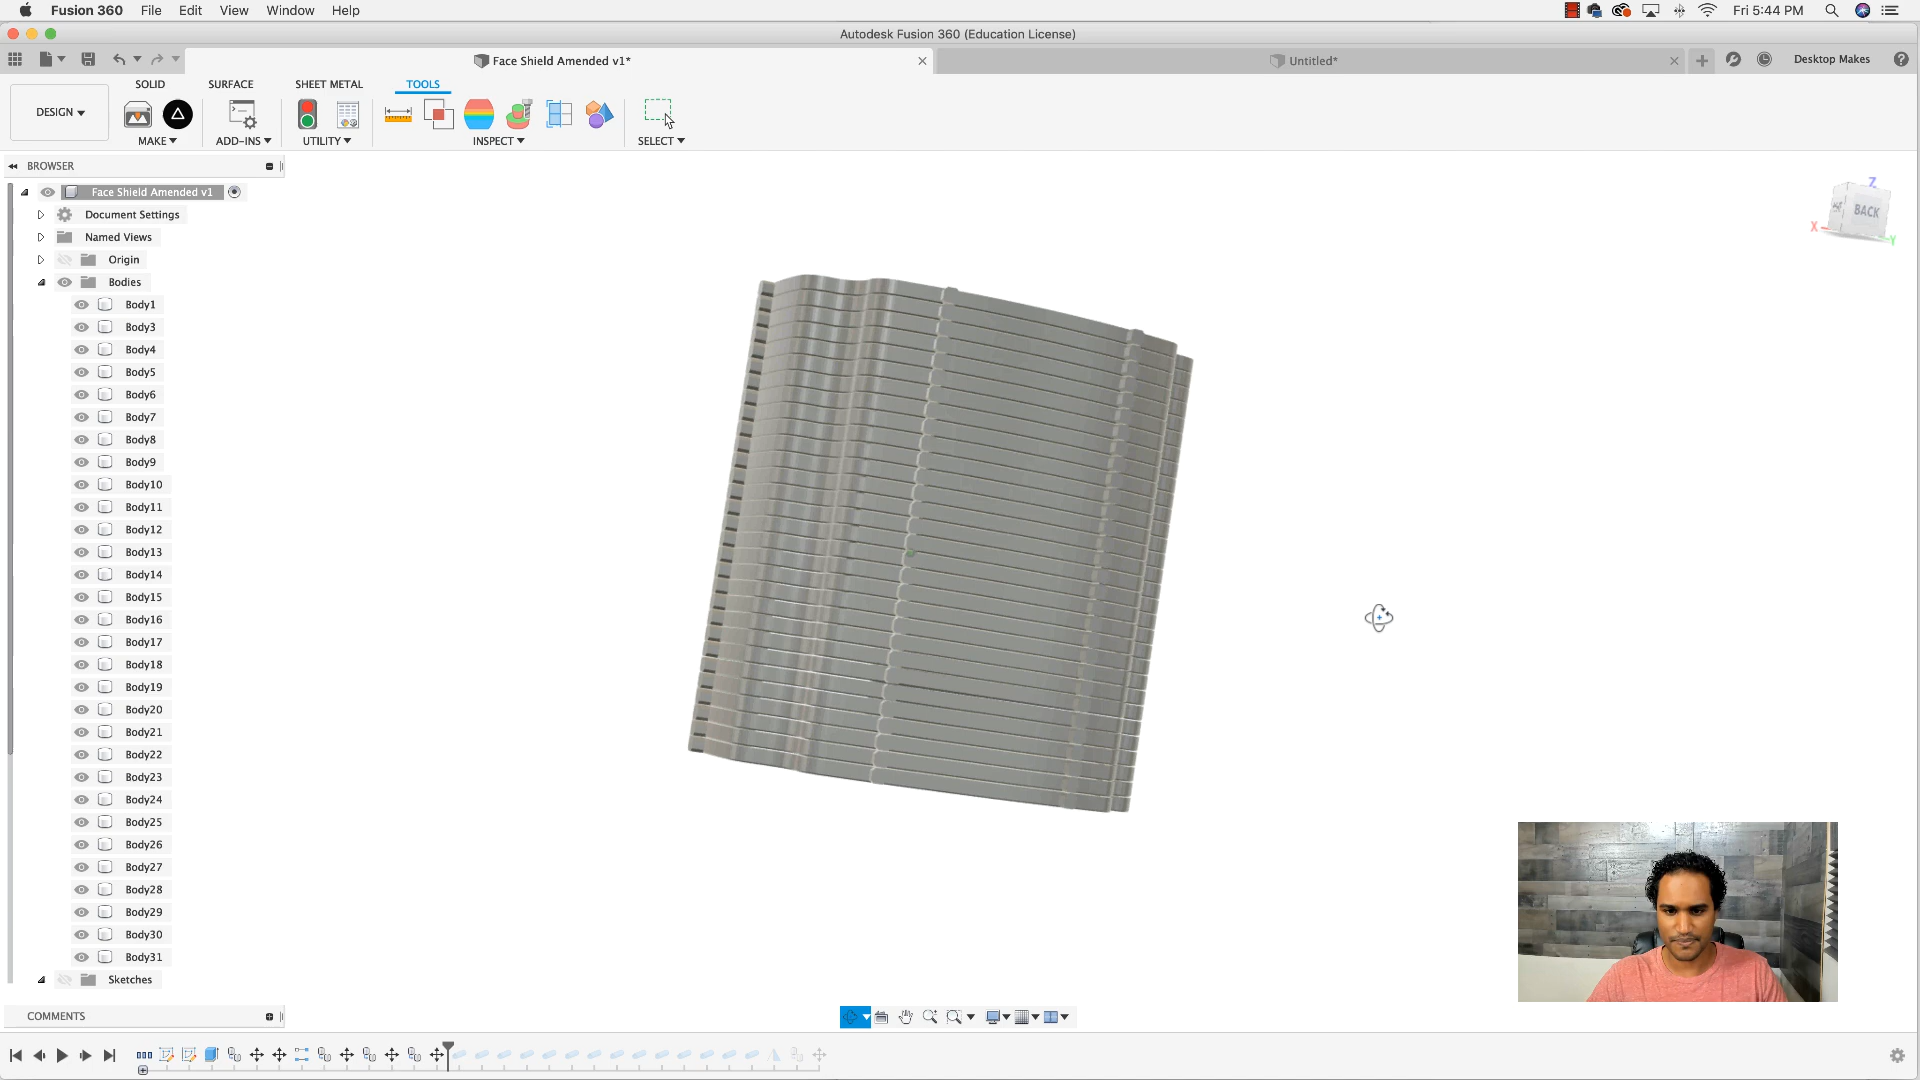 Fusion 360 File Edit View Window Help Fri 5:44 PM
Autodesk Fusion 360 (Education License)
Face Shield Amended v1* Untitled* Desktop Makes
SOLID SURFACE SHEET METAL TOOLS
DESIGN
MAKE ADD-INS UTILITY INSPECT SELECT
BROWSER
Face Shield Amended v1
Document Settings
Named Views
Origin
Bodies
Body1
Body3
Body4
Body5
Body6
Body7
Body8
Body9
Body10
Body11
Body12
Body13
Body14
Body15
Body16
Body17
Body18
Body19
Body20
Body21
Body22
Body23
Body24
Body25
Body26
Body27
Body28
Body29
Body30
Body31
Sketches
COMMENTS
Z
BACK
X
Y